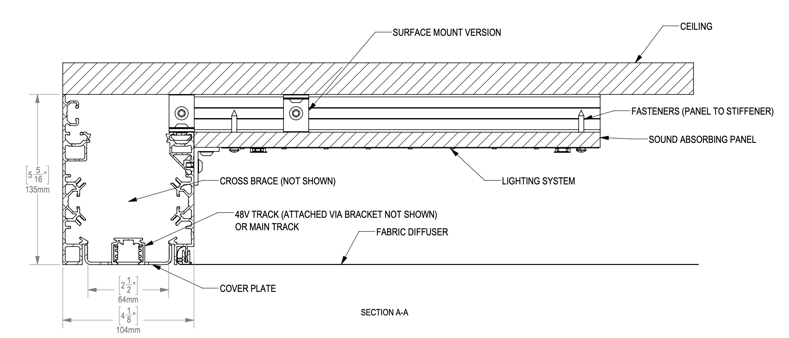 CEILING
SURFACE MOUNT VERSION
FASTENERS (PANEL TO STIFFENER)
SOUND ABSORBING PANEL
[5 5/16"]
135mm
CROSS BRACE (NOT SHOWN)
LIGHTING SYSTEM
48V TRACK (ATTACHED VIA BRACKET NOT SHOWN)
OR MAIN TRACK
FABRIC DIFFUSER
COVER PLATE
[2 1/2"]
64mm
[4 1/8"]
104mm
SECTION A-A